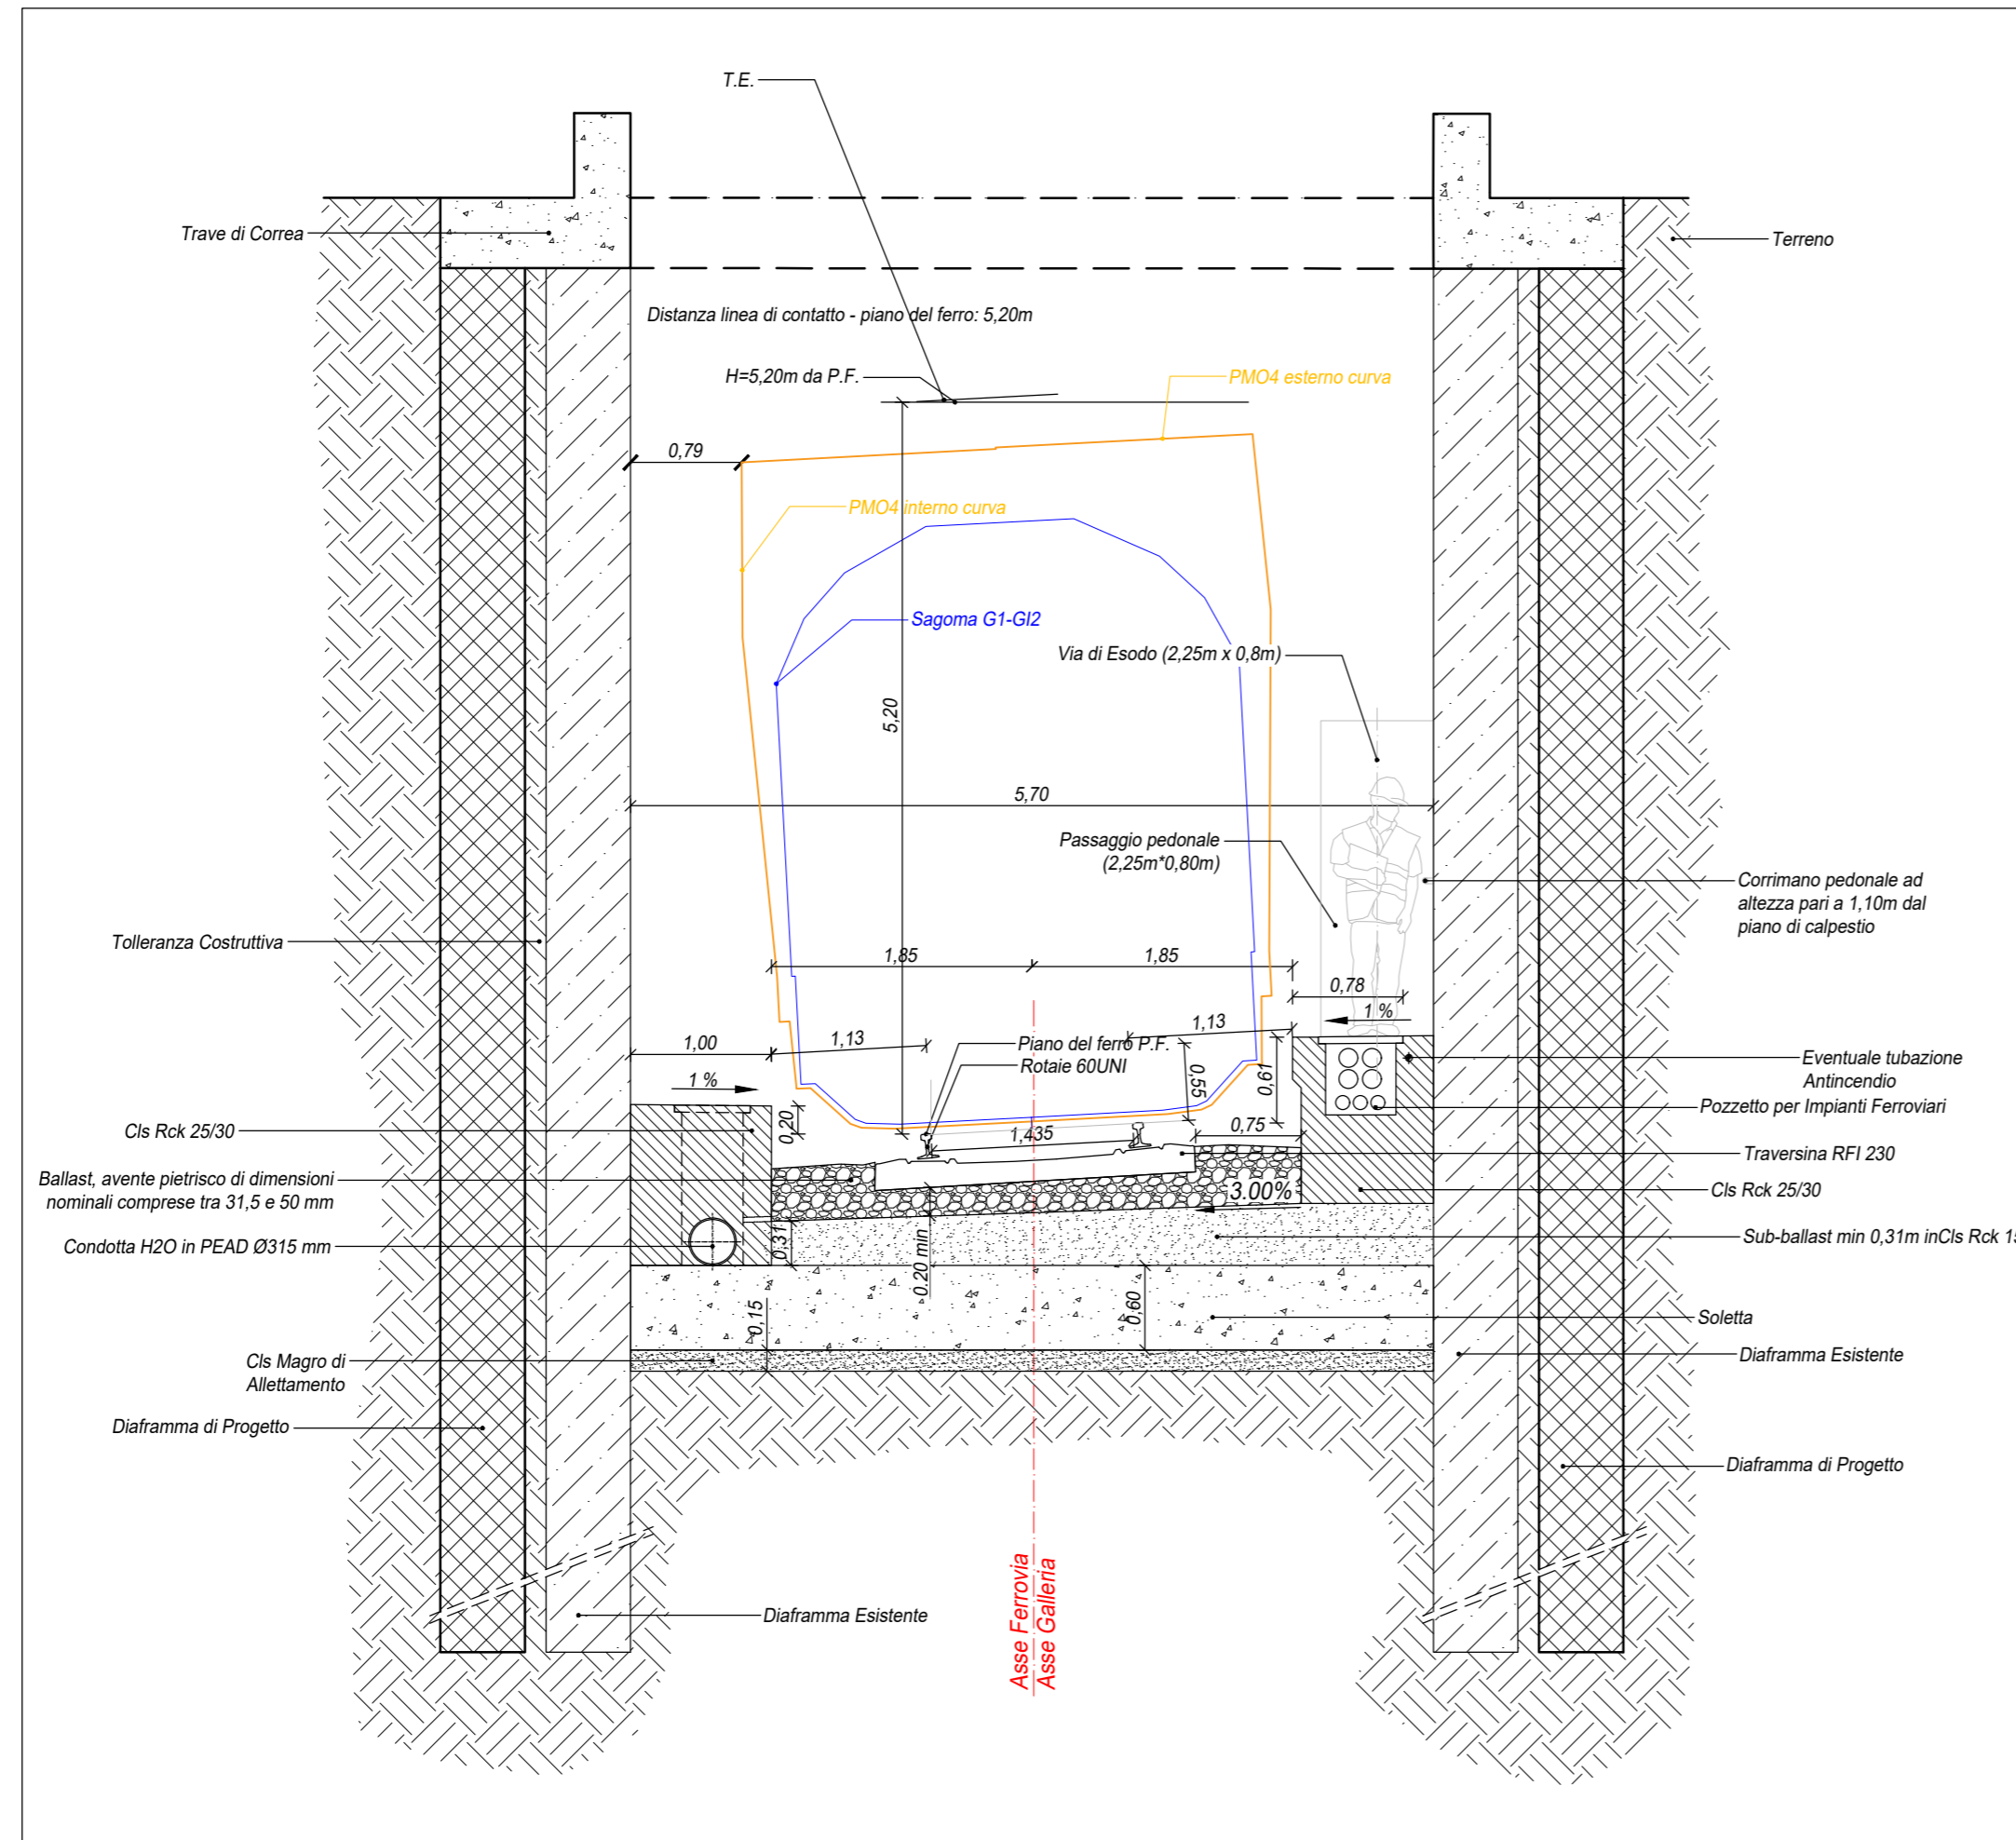 T.E.
Trave di Correa
Terreno
Distanza linea di contatto - piano del ferro: 5,20m
H=5,20m da P.F.
PMO4 esterno curva
0,79
PMO4 interno curva
Sagoma G1-GI2
Via di Esodo (2,25m x 0,8m)
5,20
5,70
Passaggio pedonale
(2,25m*0,80m)
Corrimano pedonale ad
altezza pari a 1,10m dal
piano di calpestio
Tolleranza Costruttiva
1,85
1,85
0,78
1 %
1,13
1,00
1,13
Piano del ferro P.F.
Rotaie 60UNI
0,55
0,61
Eventuale tubazione
Antincendio
1 %
Pozzetto per Impianti Ferroviari
0,20
Cls Rck 25/30
1,435
0,75
Traversina RFI 230
Ballast, avente pietrisco di dimensioni
nominali comprese tra 31,5 e 50 mm
3.00%
Cls Rck 25/30
Condotta H2O in PEAD Ø315 mm
0,31
0.20 min
Sub-ballast min 0,31m inCls Rck
0,15
0,60
Soletta
Cls Magro di
Allettamento
Diaframma Esistente
Diaframma di Progetto
Diaframma di Progetto
Diaframma Esistente
Asse Ferrovia
Asse Galleria